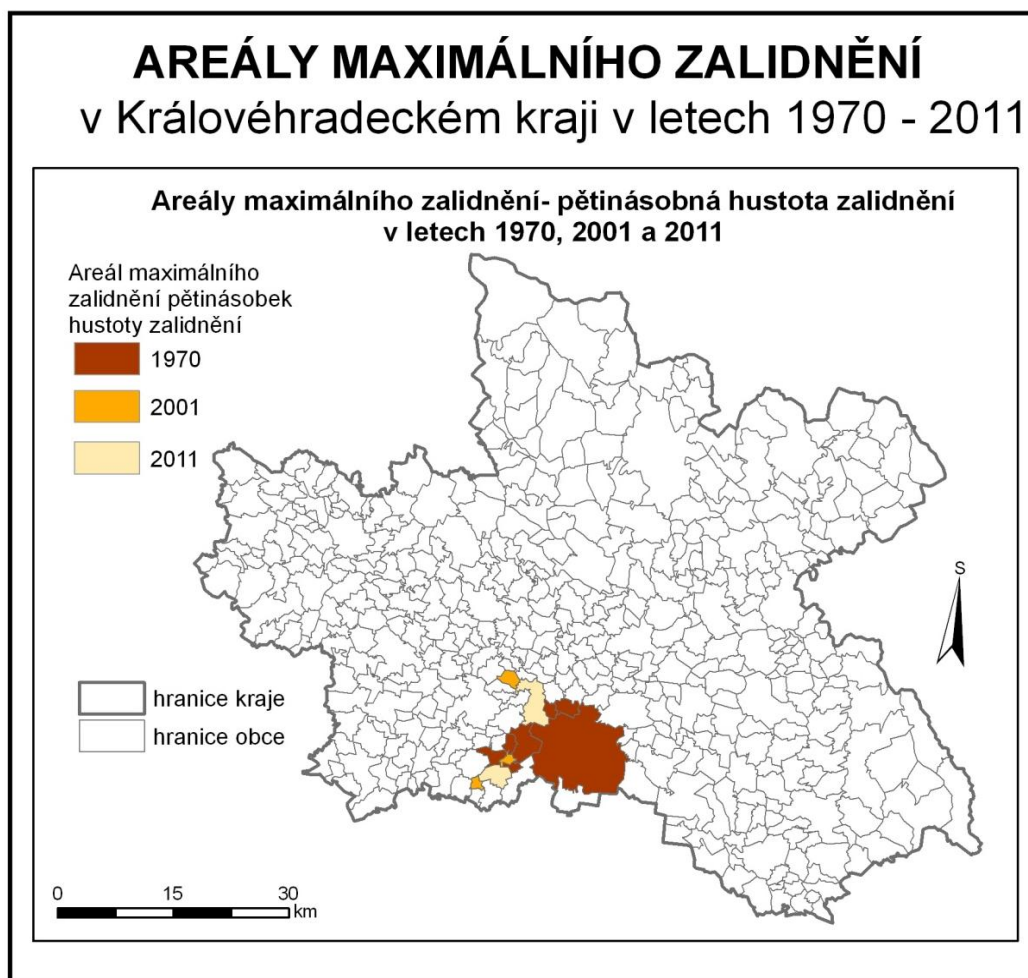 AREÁLY MAXIMÁLNÍHO ZALIDNĚNÍ
v Královéhradeckém kraji v letech 1970 - 2011
Areály maximálního zalidnění- pětinásobná hustota zalidnění
v letech 1970, 2001 a 2011
Areál maximálního
zalidnění pětinásobek
hustoty zalidnění
1970
2001
2011
S
hranice kraje
hranice obce
0 15 30
km